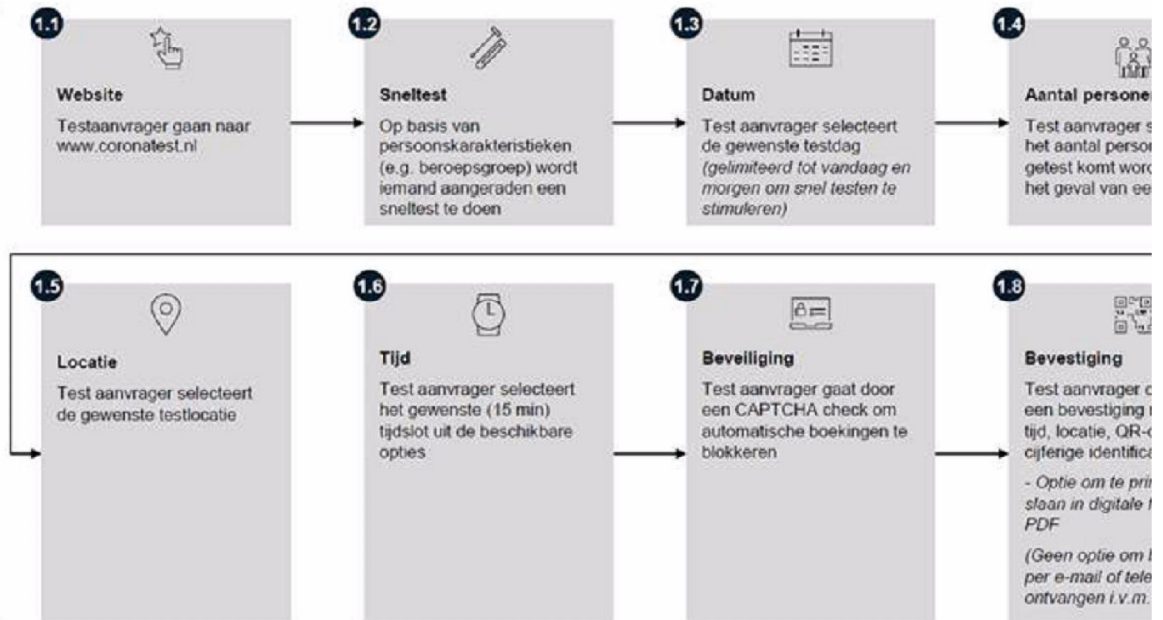 1.1
Website
Testaanvrager gaan naar
www.coronatest.nl
1.2
Sneltest
Op basis van
persoonskarakteristieken
(e.g. beroepsgroep) wordt
iemand aangeraden een
sneltest te doen
1.3
Datum
Test aanvrager selecteert
de gewenste testdag
(gelimiteerd tot vandaag en
morgen om snel testen te
stimuleren)
1.4
Aantal
Test aanvrager
het aantal
getest komt
het geval van
1.5
Locatie
Test aanvrager selecteert
de gewenste testlocatie
1.6
Tijd
Test aanvrager selecteert
het gewenste (15 min)
tijdslot uit de beschikbare
opties
1.7
Beveiliging
Test aanvrager gaat door
een CAPTCHA check om
automatische boekingen te
blokkeren
1.8
Bevestiging
Test aanvrager
een bevestiging
tijd, locatie,
cijferige
- Optie om te
slaan in digitale
PDF
(Geen optie om
per e-mail of
ontvangen i.v.m.